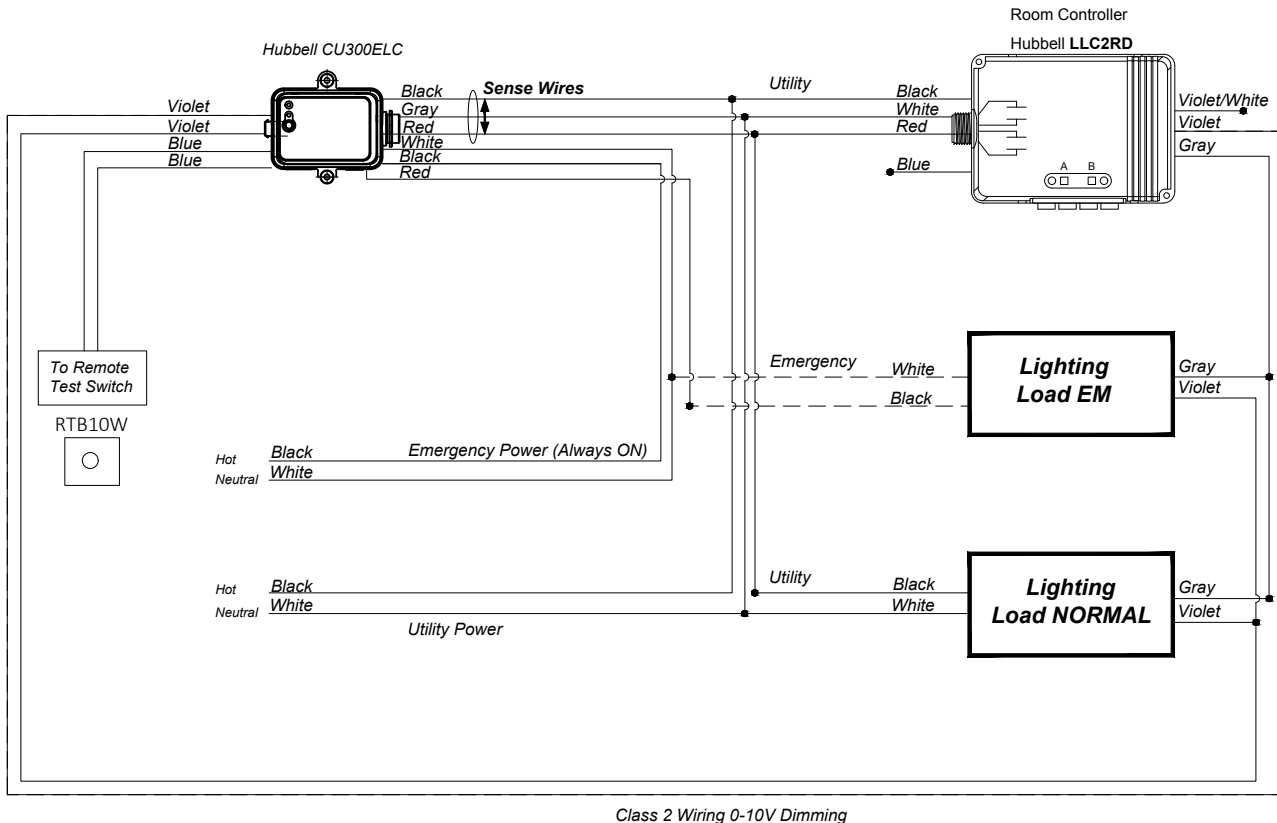 Room Controller
Hubbell LLC2RD
Hubbell CU300ELC
Violet
Violet
Blue
Blue
Black
Gray
Red
White
Black
Red
Sense Wires
Utility
Black
White
Red
Blue
A B
Violet/White
Violet
Gray
To Remote
Test Switch
RTB10W
Emergency
White
Black
Lighting
Load EM
Gray
Violet
Hot Black Emergency Power (Always ON)
Neutral White
Hot Black
Neutral White
Utility Power
Utility
Black
White
Lighting
Load NORMAL
Gray
Violet
Class 2 Wiring 0-10V Dimming